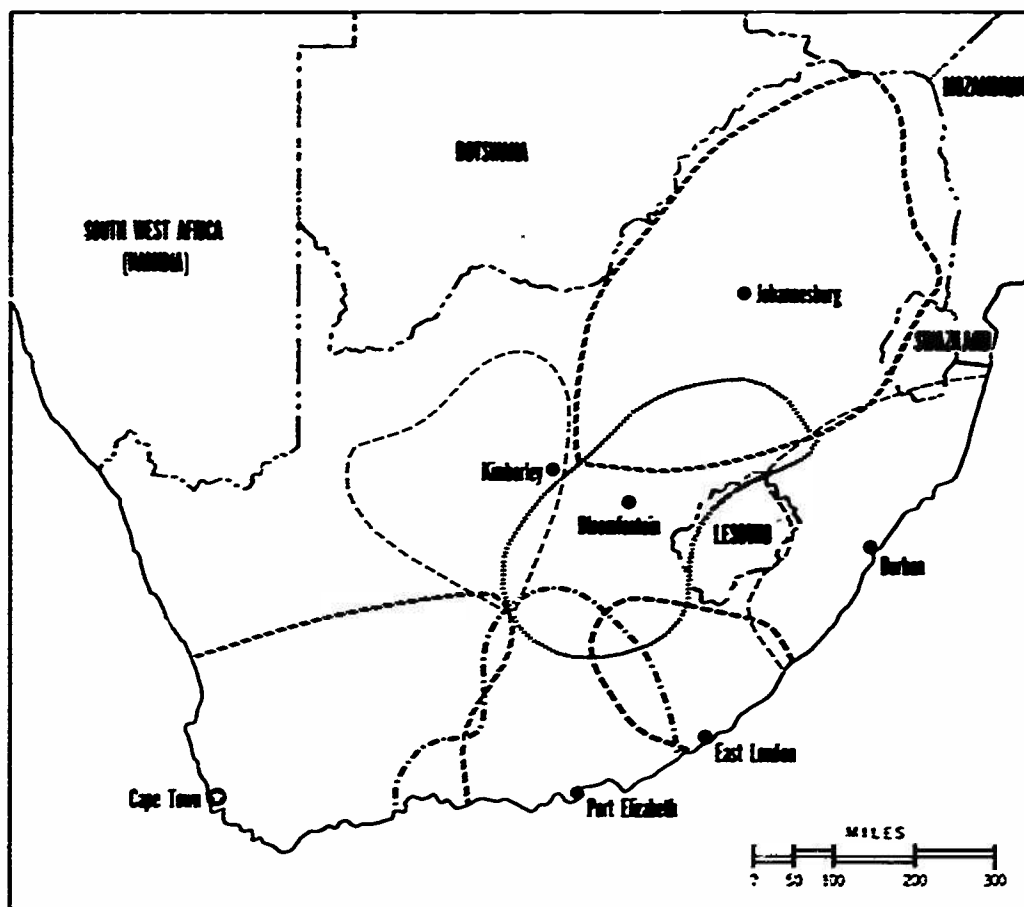 MOZAMBIQUE
BOTSWANA
SOUTH WEST AFRICA
(NAMIBIA)
Johannesburg
SWAZILAND
Kimberley
Bloemfontein
LESOTHO
Durban
East London
Cape Town
Port Elizabeth
MILES
0 50 100 200 300